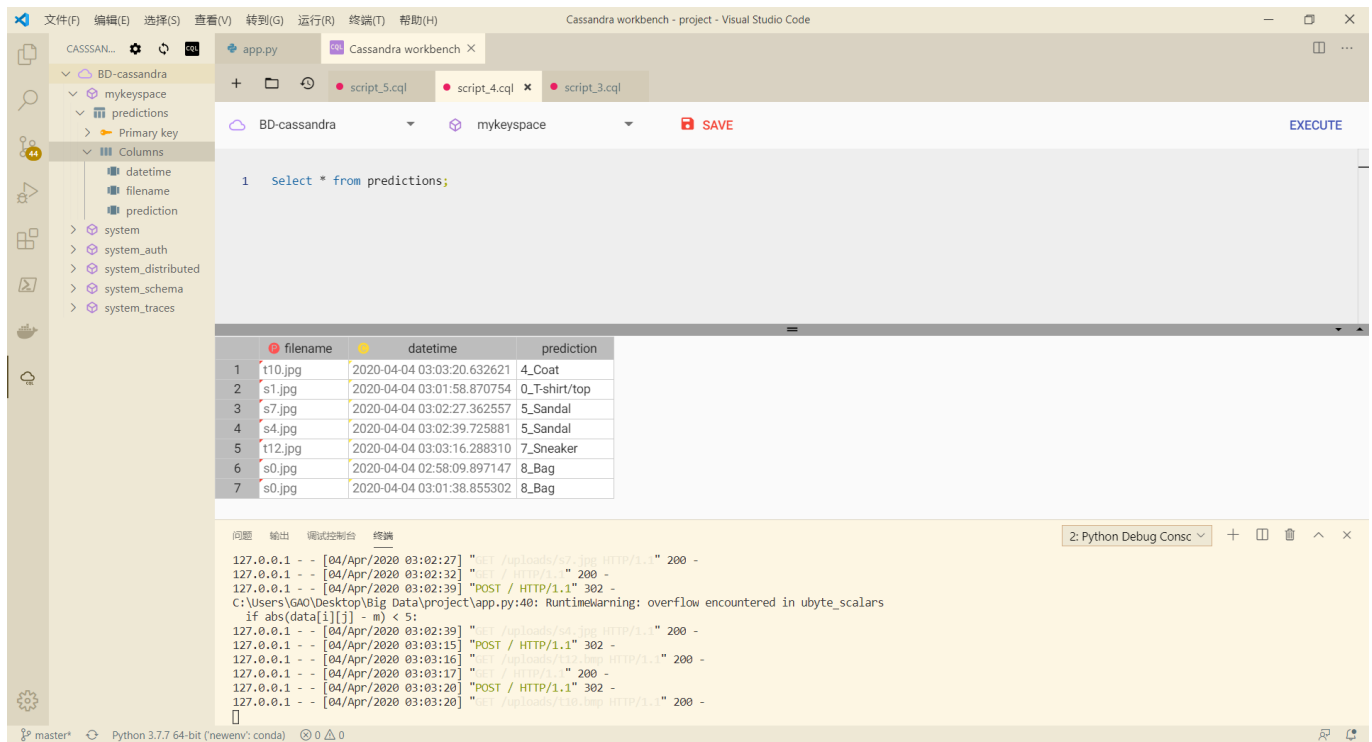 文件(F) 编辑(E) 选择(S) 查看(V) 转到(G) 运行(R) 终端(T) 帮助(H) Cassandra workbench - project - Visual Studio Code
CASSSAN... CQL app.py CQL Cassandra workbench
BD-cassandra
mykeyspace
predictions
Primary key
Columns
datetime
filename
prediction
system
system_auth
system_distributed
system_schema
system_traces
44
script_5.cql script_4.cql script_3.cql
BD-cassandra mykeyspace SAVE EXECUTE
1 Select * from predictions;
P filename C datetime prediction
1 t10.jpg 2020-04-04 03:03:20.632621 4_Coat
2 s1.jpg 2020-04-04 03:01:58.870754 0_T-shirt/top
3 s7.jpg 2020-04-04 03:02:27.362557 5_Sandal
4 s4.jpg 2020-04-04 03:02:39.725881 5_Sandal
5 t12.jpg 2020-04-04 03:03:16.288310 7_Sneaker
6 s0.jpg 2020-04-04 02:58:09.897147 8_Bag
7 s0.jpg 2020-04-04 03:01:38.855302 8_Bag
问题 输出 调试控制台 终端 2: Python Debug Consc
127.0.0.1 - - [04/Apr/2020 03:02:27] "GET /uploads/s7.jpg HTTP/1.1" 200 -
127.0.0.1 - - [04/Apr/2020 03:02:32] "GET / HTTP/1.1" 200 -
127.0.0.1 - - [04/Apr/2020 03:02:39] "POST / HTTP/1.1" 302 -
C:\Users\GAO\Desktop\Big Data\project\app.py:40: RuntimeWarning: overflow encountered in ubyte_scalars
if abs(data[i][j] - m) < 5:
127.0.0.1 - - [04/Apr/2020 03:02:39] "GET /uploads/s4.jpg HTTP/1.1" 200 -
127.0.0.1 - - [04/Apr/2020 03:03:15] "POST / HTTP/1.1" 302 -
127.0.0.1 - - [04/Apr/2020 03:03:16] "GET /uploads/t12.bmp HTTP/1.1" 200 -
127.0.0.1 - - [04/Apr/2020 03:03:17] "GET / HTTP/1.1" 200 -
127.0.0.1 - - [04/Apr/2020 03:03:20] "POST / HTTP/1.1" 302 -
127.0.0.1 - - [04/Apr/2020 03:03:20] "GET /uploads/t10.bmp HTTP/1.1" 200 -
master* Python 3.7.7 64-bit ('newenv': conda) 0 0